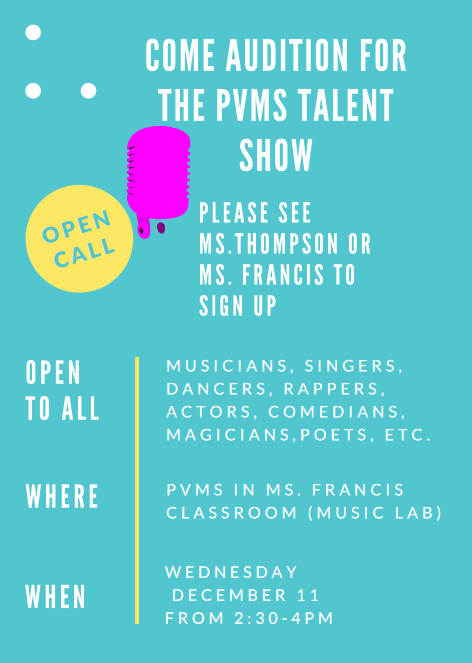 COME AUDITION FOR
THE PVMS TALENT
SHOW
OPEN
CALL
PLEASE SEE
MS.THOMPSON OR
MS. FRANCIS TO
SIGN UP
OPEN
TO ALL
MUSICIANS, SINGERS,
DANCERS, RAPPERS,
ACTORS, COMEDIANS,
MAGICIANS,POETS, ETC.
WHERE
PVMS IN MS. FRANCIS
CLASSROOM (MUSIC LAB)
WHEN
WEDNESDAY
DECEMBER 11
FROM 2:30-4PM